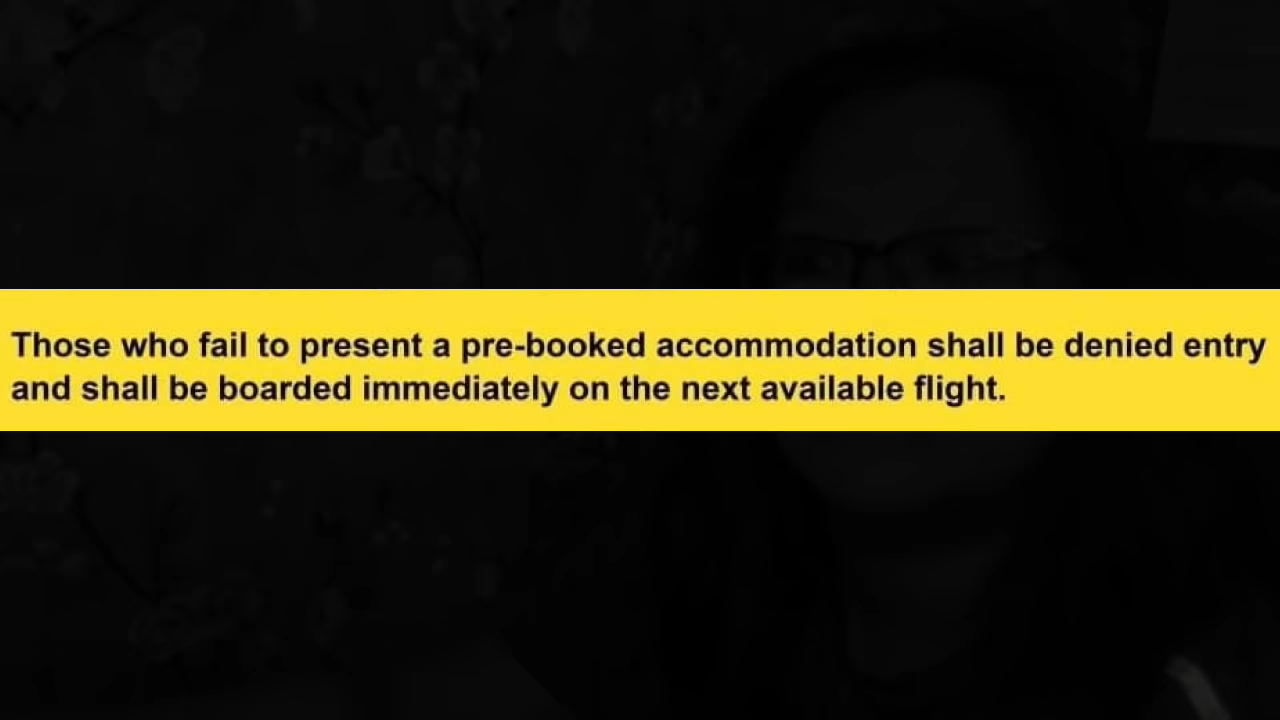 Those who fail to present a pre-booked accommodation shall be denied entry
and shall be boarded immediately on the next available flight.